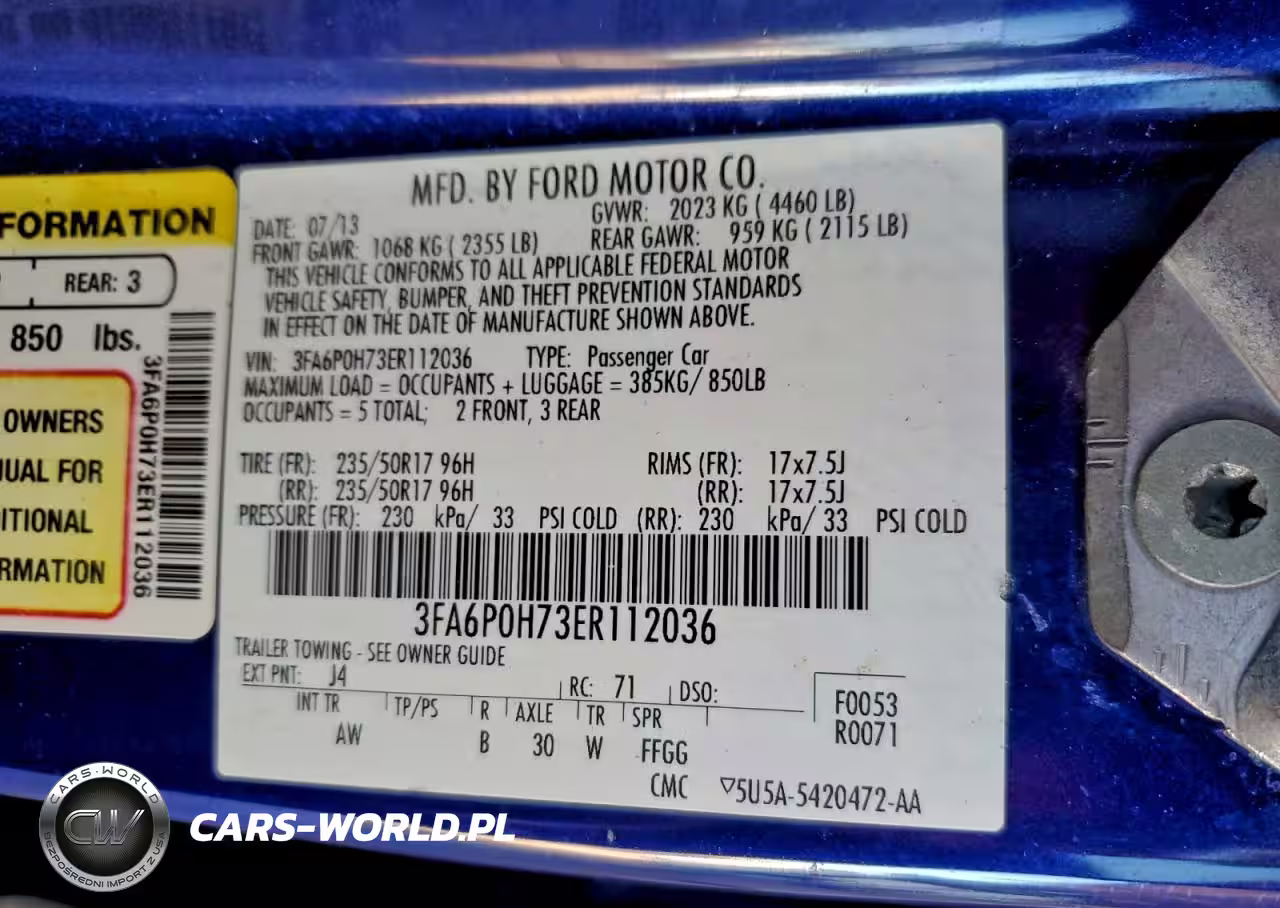 FORMATION
REAR: 3
850 lbs.
OWNERS
UAL FOR
ITIONAL
RMATION
3FA6P0H73ER112036
MFD. BY FORD MOTOR CO.
DATE: 07/13 GVWR: 2023 KG ( 4460 LB)
FRONT GAWR: 1068 KG ( 2355 LB) REAR GAWR: 959 KG ( 2115 LB)
THIS VEHICLE CONFORMS TO ALL APPLICABLE FEDERAL MOTOR
VEHICLE SAFETY, BUMPER, AND THEFT PREVENTION STANDARDS
IN EFFECT ON THE DATE OF MANUFACTURE SHOWN ABOVE.
VIN: 3FA6P0H73ER112036 TYPE: Passenger Car
MAXIMUM LOAD = OCCUPANTS + LUGGAGE = 385KG/ 850LB
OCCUPANTS = 5 TOTAL; 2 FRONT, 3 REAR
TIRE (FR): 235/50R17 96H RIMS (FR): 17x7.5J
(RR): 235/50R17 96H (RR): 17x7.5J
PRESSURE (FR): 230 kPa/ 33 PSI COLD (RR): 230 kPa/ 33 PSI COLD
3FA6P0H73ER112036
TRAILER TOWING - SEE OWNER GUIDE
EXT PNT: J4 RC: 71 DSO:
INT TR TP/PS R AXLE TR SPR
AW B 30 W FFGG
F0053
R0071
CMC ▽5U5A-5420472-AA
CARS-WORLD
CW
BEZPOŚREDNI IMPORT Z USA
CARS-WORLD.PL